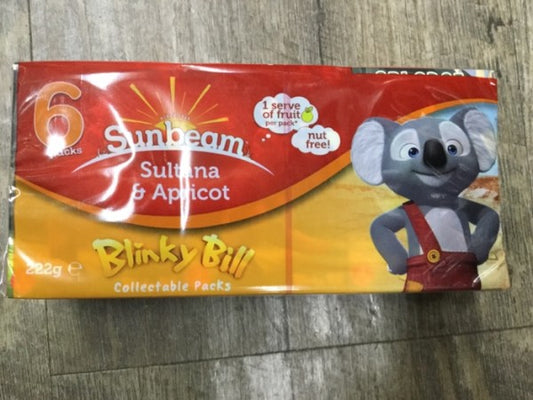 6
packs
Sunbeam
Sultana
& Apricot
1 serve
of fruit
per pack*
nut
free!
Blinky Bill
Collectable Packs
222g e